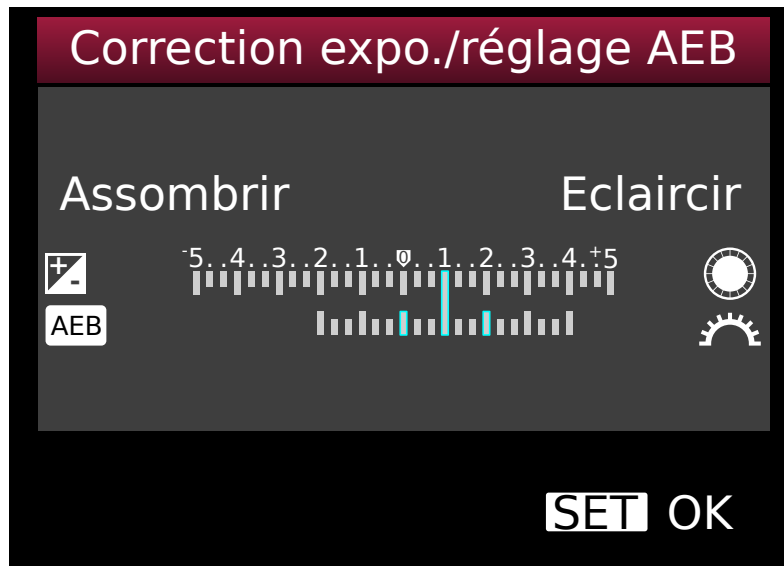 Correction expo./réglage AEB
Assombrir Eclaircir
+ -
-5..4..3..2..1..0..1..2..3..4.+.5
AEB
SET OK